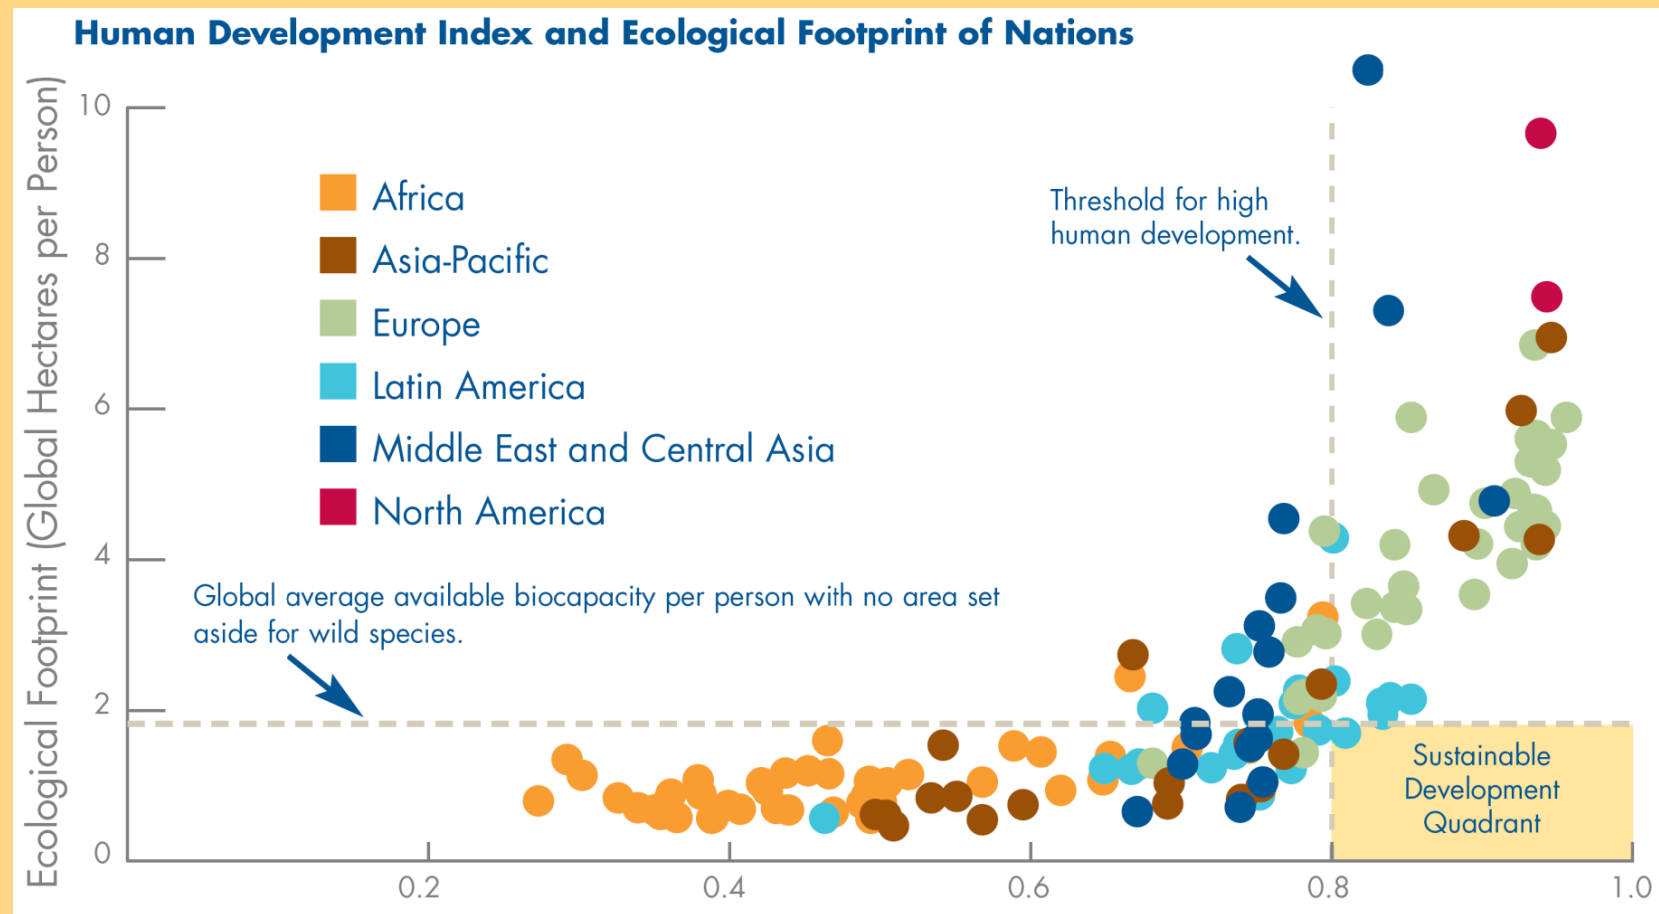 Human Development Index and Ecological Footprint of Nations
Ecological Footprint (Global Hectares per Person)
10
8
6
4
2
0
Africa
Asia-Pacific
Europe
Latin America
Middle East and Central Asia
North America
Threshold for high
human development.
Global average available biocapacity per person with no area set
aside for wild species.
Sustainable
Development
Quadrant
0.2
0.4
0.6
0.8
1.0